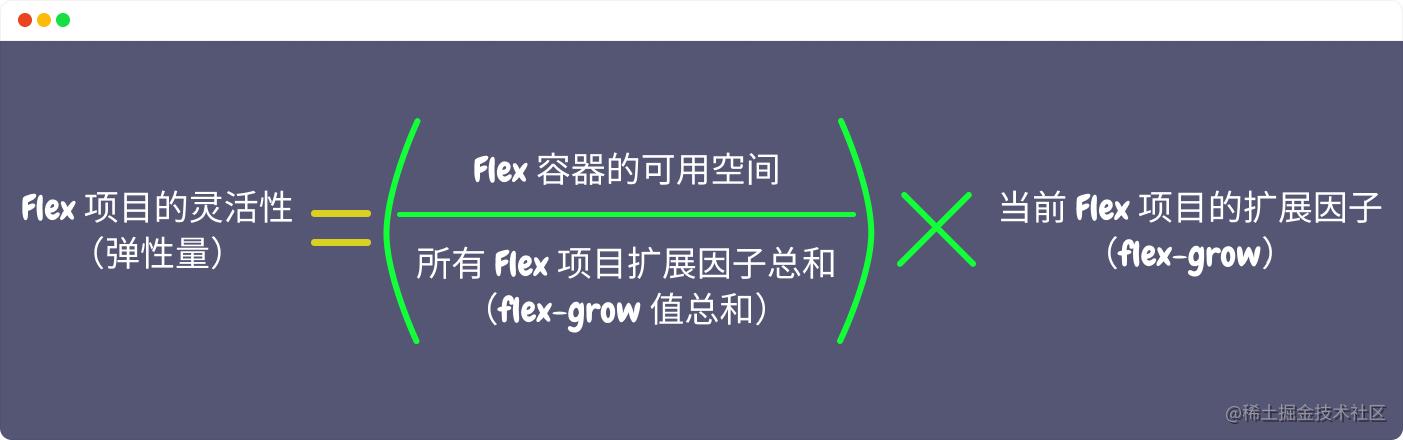 Flex 项目的灵活性
（弹性量）
Flex 容器的可用空间
所有 Flex 项目扩展因子总和
（flex-grow 值总和）
当前 Flex 项目的扩展因子
（flex-grow）
@稀土掘金技术社区